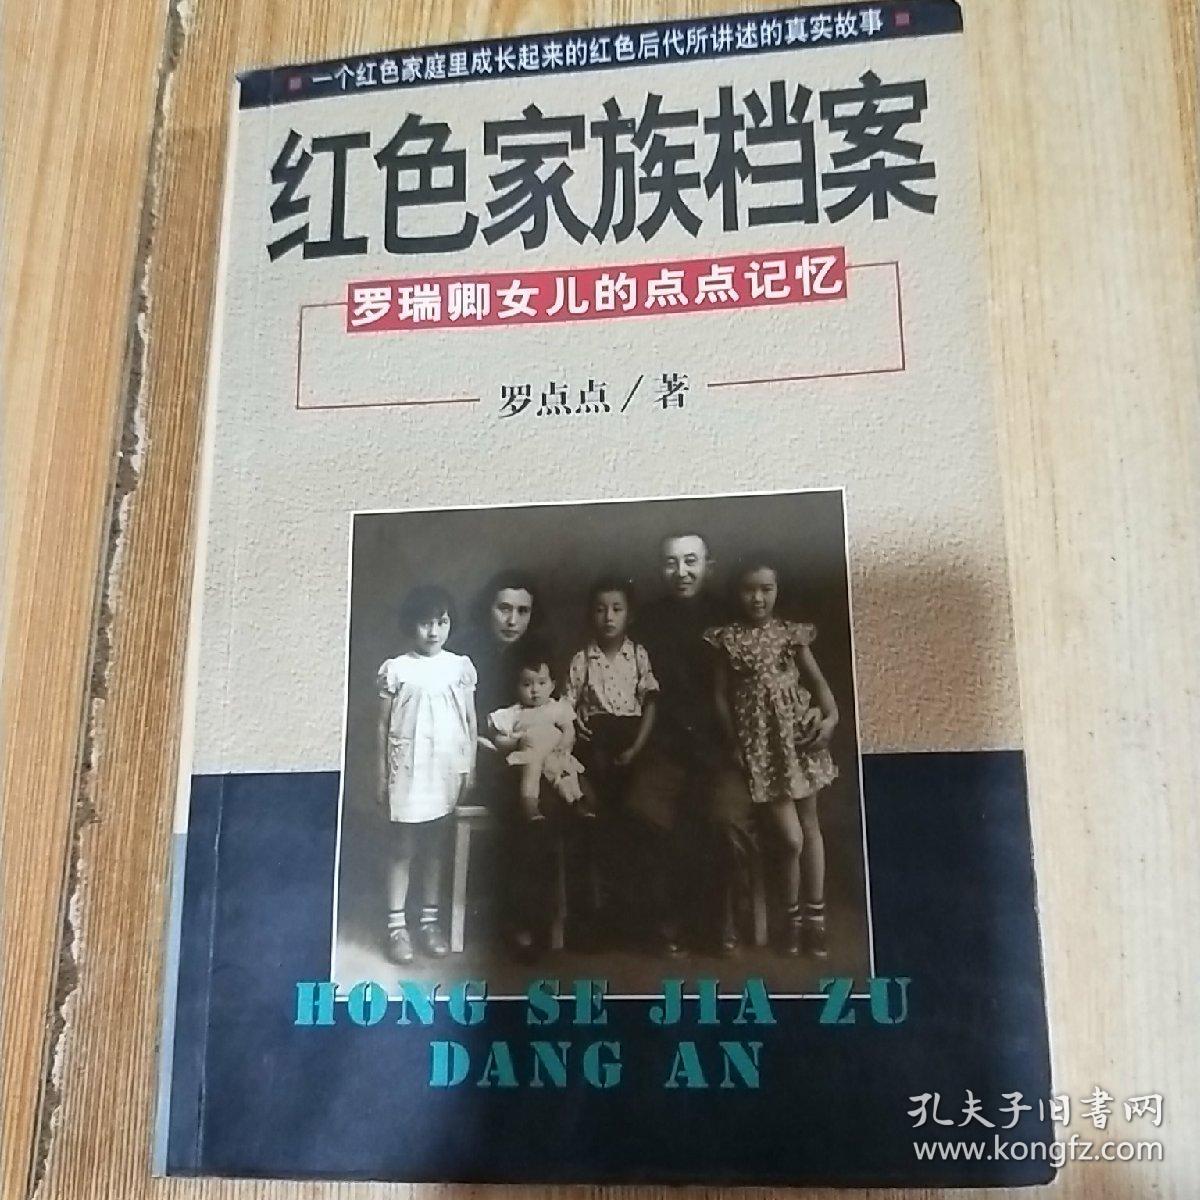 一个红色家庭里成长起来的红色后代所讲述的真实故事
红色家族档案
罗瑞卿女儿的点点记忆
罗点点/著
HONG SE JIA ZU
DANG AN
孔夫子旧書网
www.kongfz.com